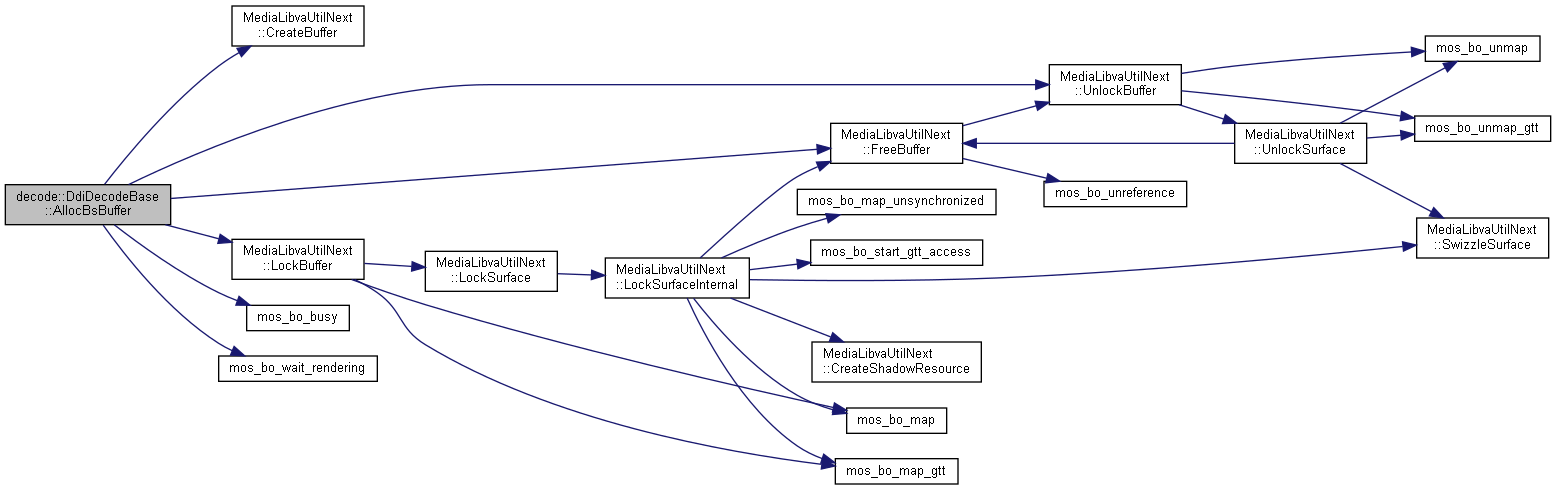 MediaLibvaUtilNext
::CreateBuffer
mos_bo_unmap
MediaLibvaUtilNext
::UnlockBuffer
mos_bo_unmap_gtt
MediaLibvaUtilNext
::FreeBuffer
MediaLibvaUtilNext
::UnlockSurface
mos_bo_unreference
decode::DdiDecodeBase
::AllocBsBuffer
mos_bo_map_unsynchronized
MediaLibvaUtilNext
::SwizzleSurface
MediaLibvaUtilNext
::LockBuffer
mos_bo_start_gtt_access
MediaLibvaUtilNext
::LockSurface
MediaLibvaUtilNext
::LockSurfaceInternal
mos_bo_busy
mos_bo_wait_rendering
MediaLibvaUtilNext
::CreateShadowResource
mos_bo_map
mos_bo_map_gtt